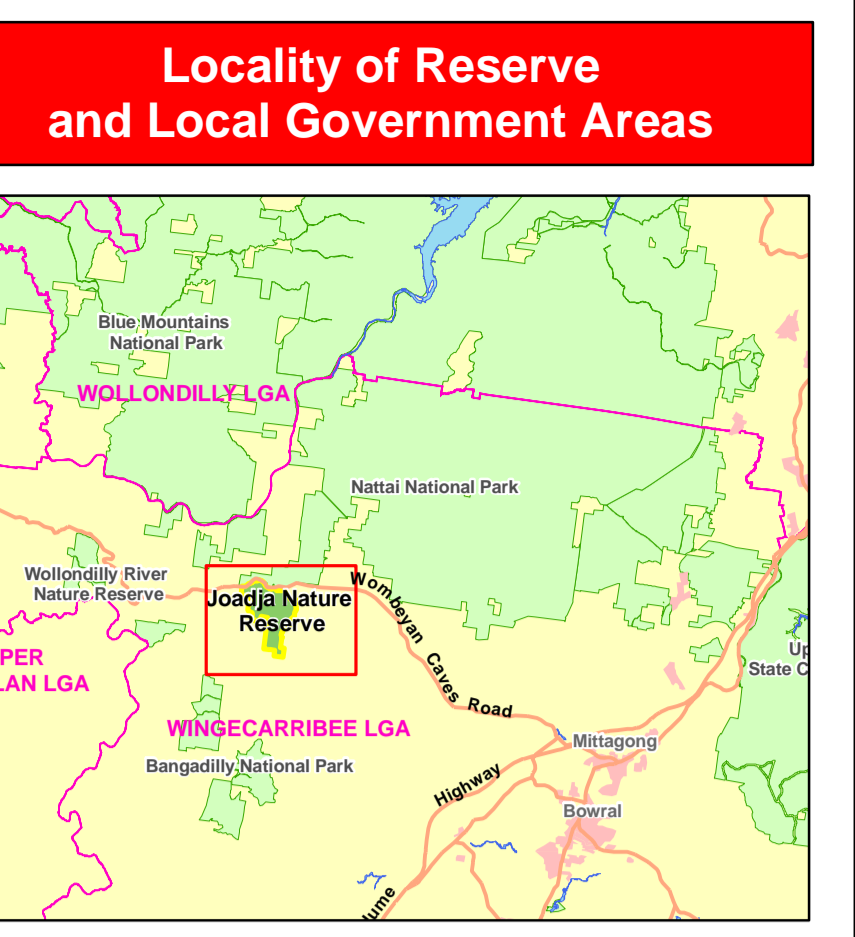 Locality of Reserve
and Local Government Areas
Blue Mountains
National Park
WOLLONDILLY LGA
Nattai National Park
Wollondilly River
Nature Reserve
Joadja Nature
Reserve
Wombeyan Caves Road
PER
LAN LGA
Up
State C
WINGECARRIBEE LGA
Mittagong
Bangadilly National Park
Highway
Bowral
ume